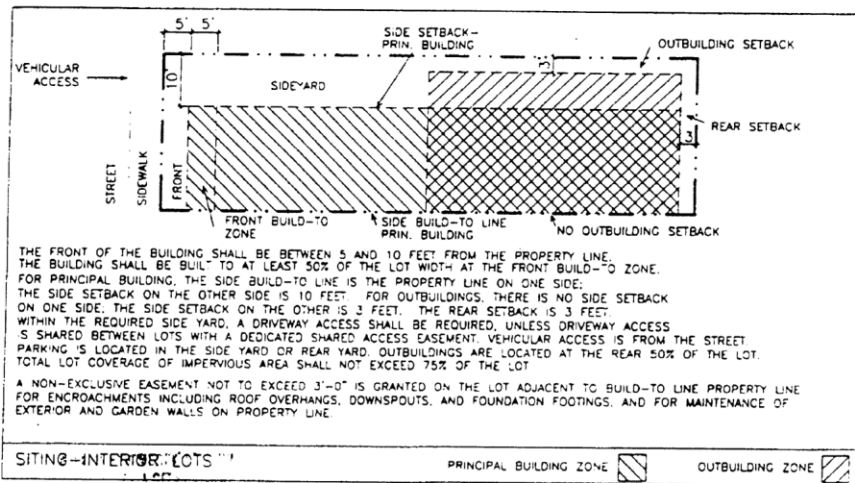 5' 5'
SIDE SETBACK-
PRIN. BUILDING
OUTBUILDING SETBACK
VEHICULAR
ACCESS
10'
SIDEYARD
3'
REAR SETBACK
3'
STREET
SIDEWALK
FRONT
FRONT BUILD-TO
ZONE
SIDE BUILD-TO LINE
PRIN. BUILDING
NO OUTBUILDING SETBACK
THE FRONT OF THE BUILDING SHALL BE BETWEEN 5 AND 10 FEET FROM THE PROPERTY LINE.
THE BUILDING SHALL BE BUILT TO AT LEAST 50% OF THE LOT WIDTH AT THE FRONT BUILD-TO ZONE.
FOR PRINCIPAL BUILDING, THE SIDE BUILD-TO LINE IS THE PROPERTY LINE ON ONE SIDE;
THE SIDE SETBACK ON THE OTHER SIDE IS 10 FEET. FOR OUTBUILDINGS, THERE IS NO SIDE SETBACK
ON ONE SIDE; THE SIDE SETBACK ON THE OTHER IS 3 FEET. THE REAR SETBACK IS 3 FEET.
WITHIN THE REQUIRED SIDE YARD, A DRIVEWAY ACCESS SHALL BE REQUIRED, UNLESS DRIVEWAY ACCESS
IS SHARED BETWEEN LOTS WITH A DEDICATED SHARED ACCESS EASEMENT. VEHICULAR ACCESS IS FROM THE STREET.
PARKING IS LOCATED IN THE SIDE YARD OR REAR YARD. OUTBUILDINGS ARE LOCATED AT THE REAR 50% OF THE LOT.
TOTAL LOT COVERAGE OF IMPERVIOUS AREA SHALL NOT EXCEED 75% OF THE LOT
A NON-EXCLUSIVE EASEMENT NOT TO EXCEED 3'-0" IS GRANTED ON THE LOT ADJACENT TO BUILD-TO LINE PROPERTY LINE
FOR ENCROACHMENTS INCLUDING ROOF OVERHANGS, DOWNSPOUTS, AND FOUNDATION FOOTINGS, AND FOR MAINTENANCE OF
EXTERIOR AND GARDEN WALLS ON PROPERTY LINE.
SITING-INTERIOR LOTS
PRINCIPAL BUILDING ZONE
OUTBUILDING ZONE